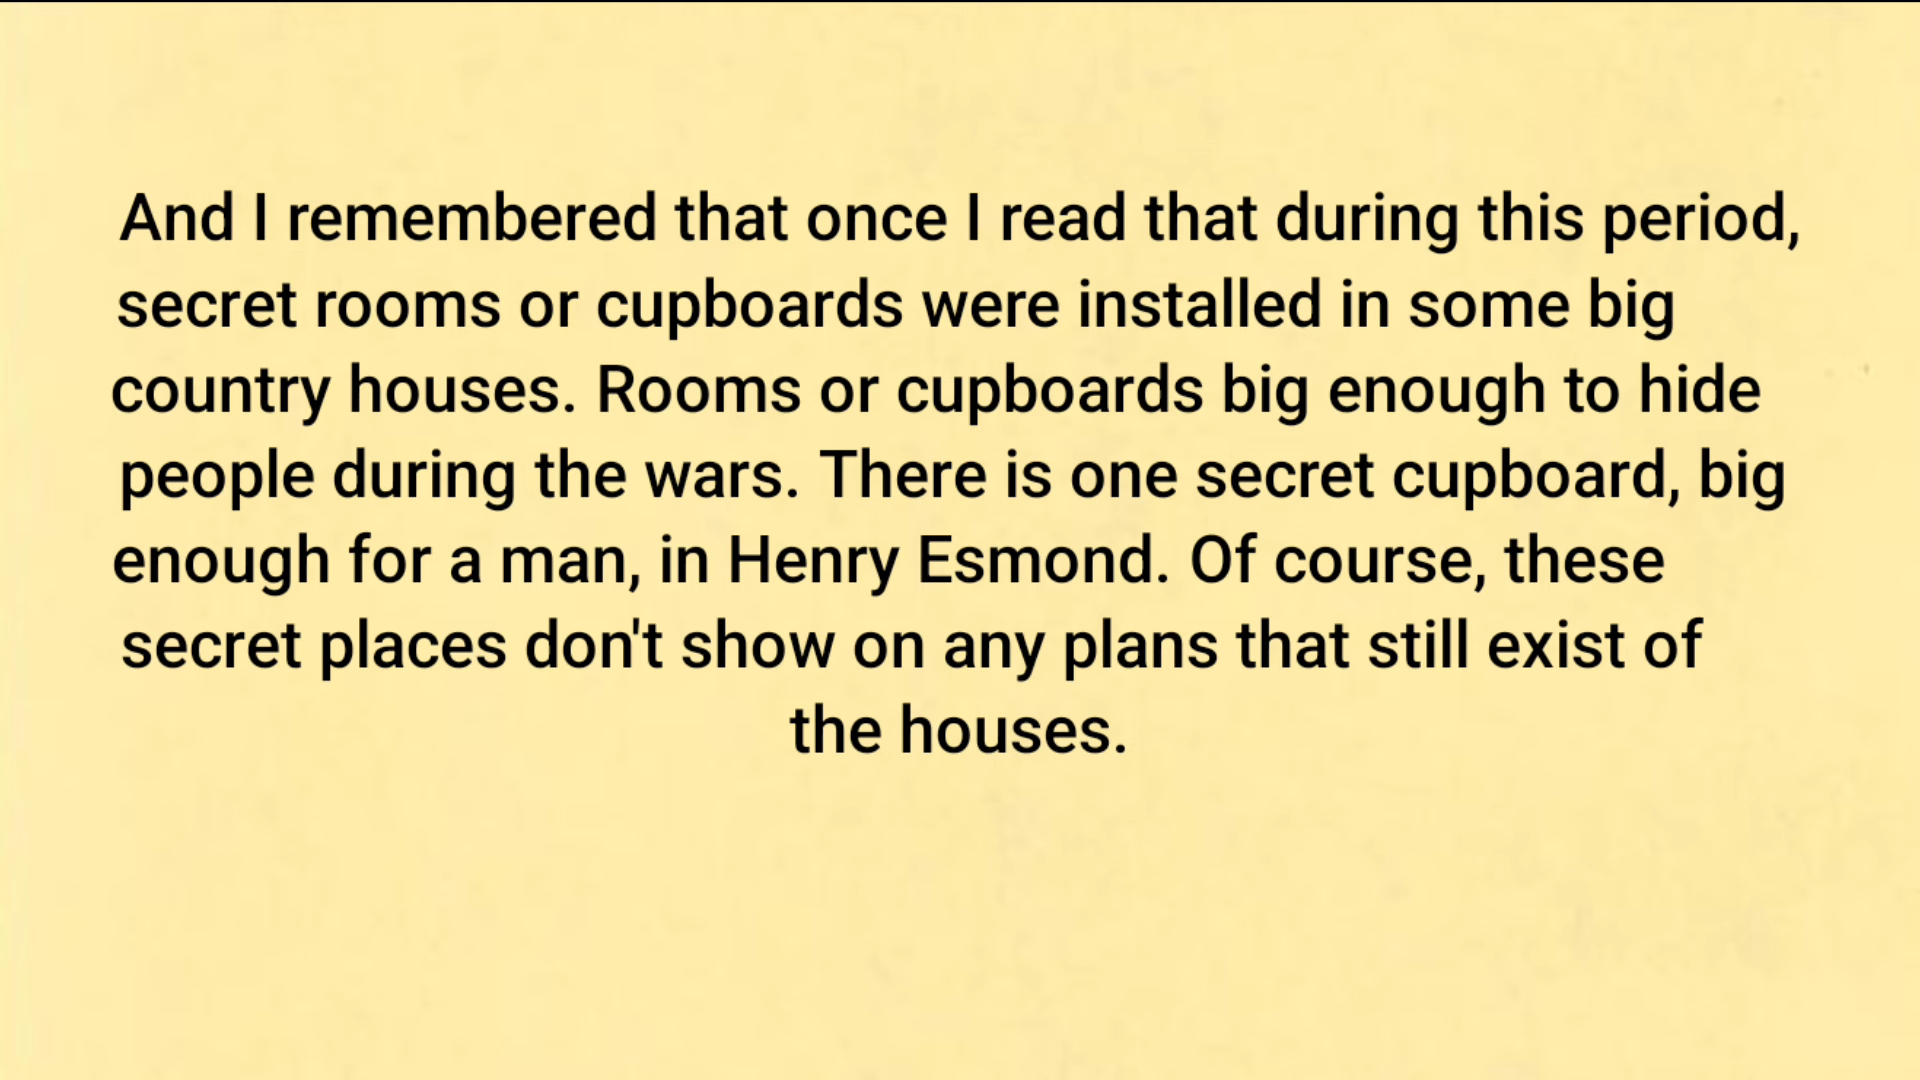 And I remembered that once I read that during this period,
secret rooms or cupboards were installed in some big
country houses. Rooms or cupboards big enough to hide
people during the wars. There is one secret cupboard, big
enough for a man, in Henry Esmond. Of course, these
secret places don't show on any plans that still exist of
the houses.